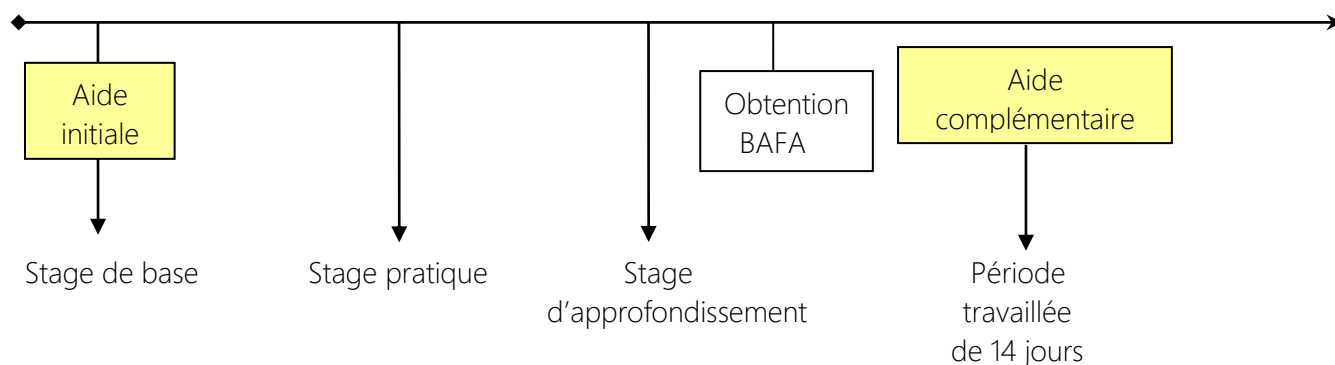 Aide
initiale
Obtention
BAFA
Aide
complémentaire
Stage de base
Stage pratique
Stage
d’approfondissement
Période
travaillée
de 14 jours